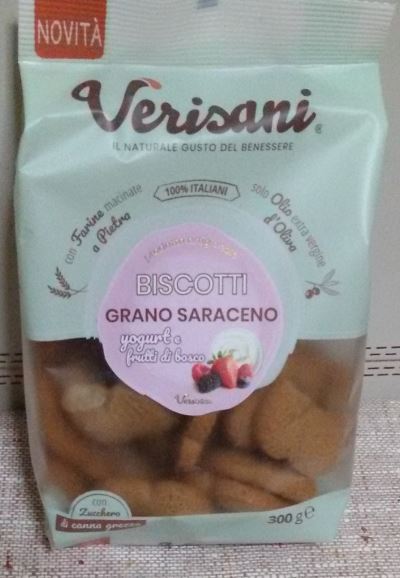 NOVITÀ
Verisani
IL NATURALE GUSTO DEL BENESSERE
con Farine macinate
a Pietra
100% ITALIANI
solo Olio extra vergine
d'Oliva
BISCOTTI
GRANO SARACENO
yogurt e
frutti di bosco
Verisani
con
Zucchero
di canna grezzo
300 g e